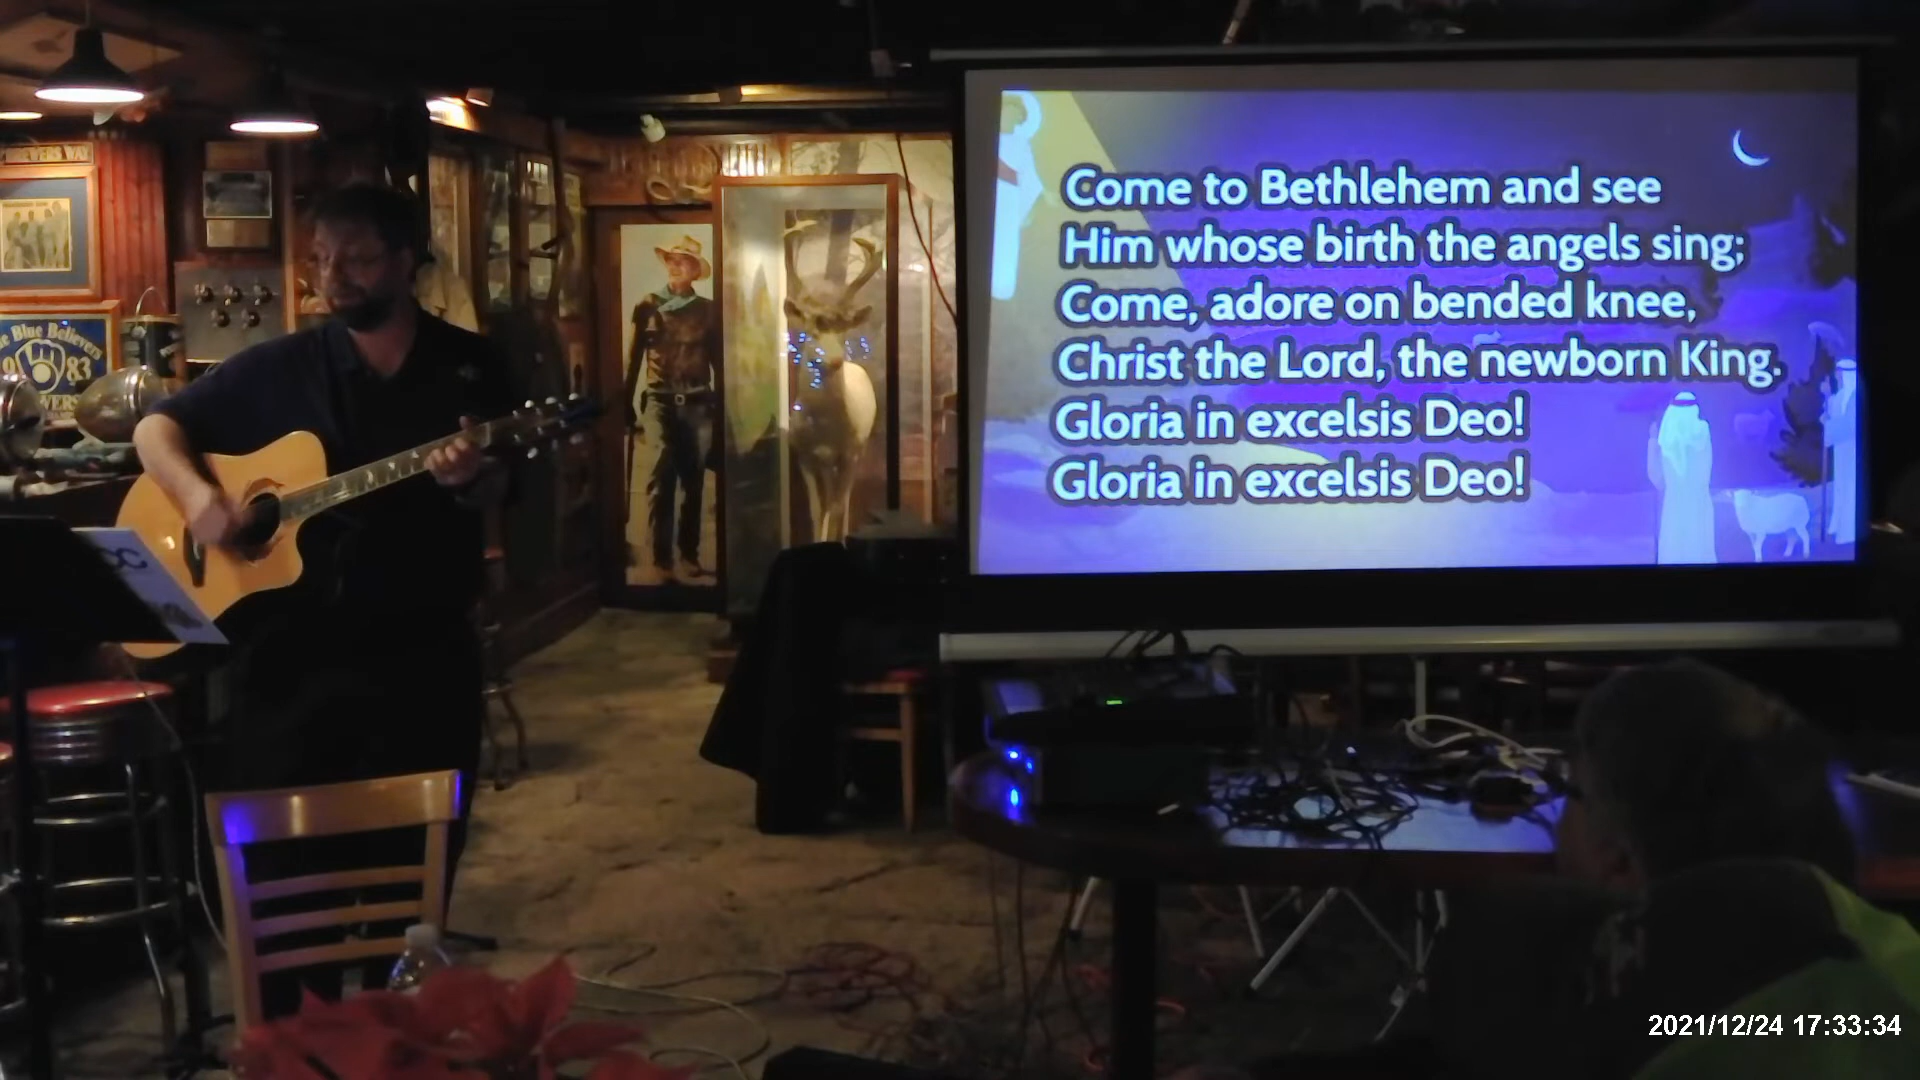 Come to Bethlehem and see
Him whose birth the angels sing;
Come, adore on bended knee,
Christ the Lord, the newborn King.
Gloria in excelsis Deo!
Gloria in excelsis Deo!
Blue Believers
83
2021/12/24 17:33:34